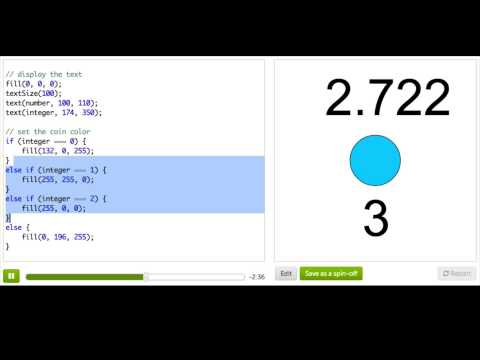 // display the text
fill(0, 0, 0);
textSize(100);
text(number, 100, 110);
text(integer, 174, 350);
// set the coin color
if (integer === 0) {
fill(132, 0, 255);
}
else if (integer === 1) {
fill(255, 255, 0);
}
else if (integer === 2) {
fill(255, 0, 0);
}
else {
fill(0, 196, 255);
}
-2:36
2.722
3
Edit
Save as a spin-off
Restart